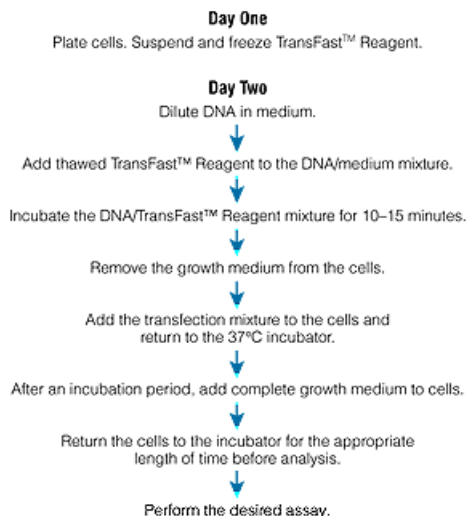 Day One
Plate cells. Suspend and freeze TransFast™ Reagent.
Day Two
Dilute DNA in medium.
Add thawed TransFast™ Reagent to the DNA/medium mixture.
Incubate the DNA/TransFast™ Reagent mixture for 10–15 minutes.
Remove the growth medium from the cells.
Add the transfection mixture to the cells and
return to the 37ºC incubator.
After an incubation period, add complete growth medium to cells.
Return the cells to the incubator for the appropriate
length of time before analysis.
Perform the desired assay.